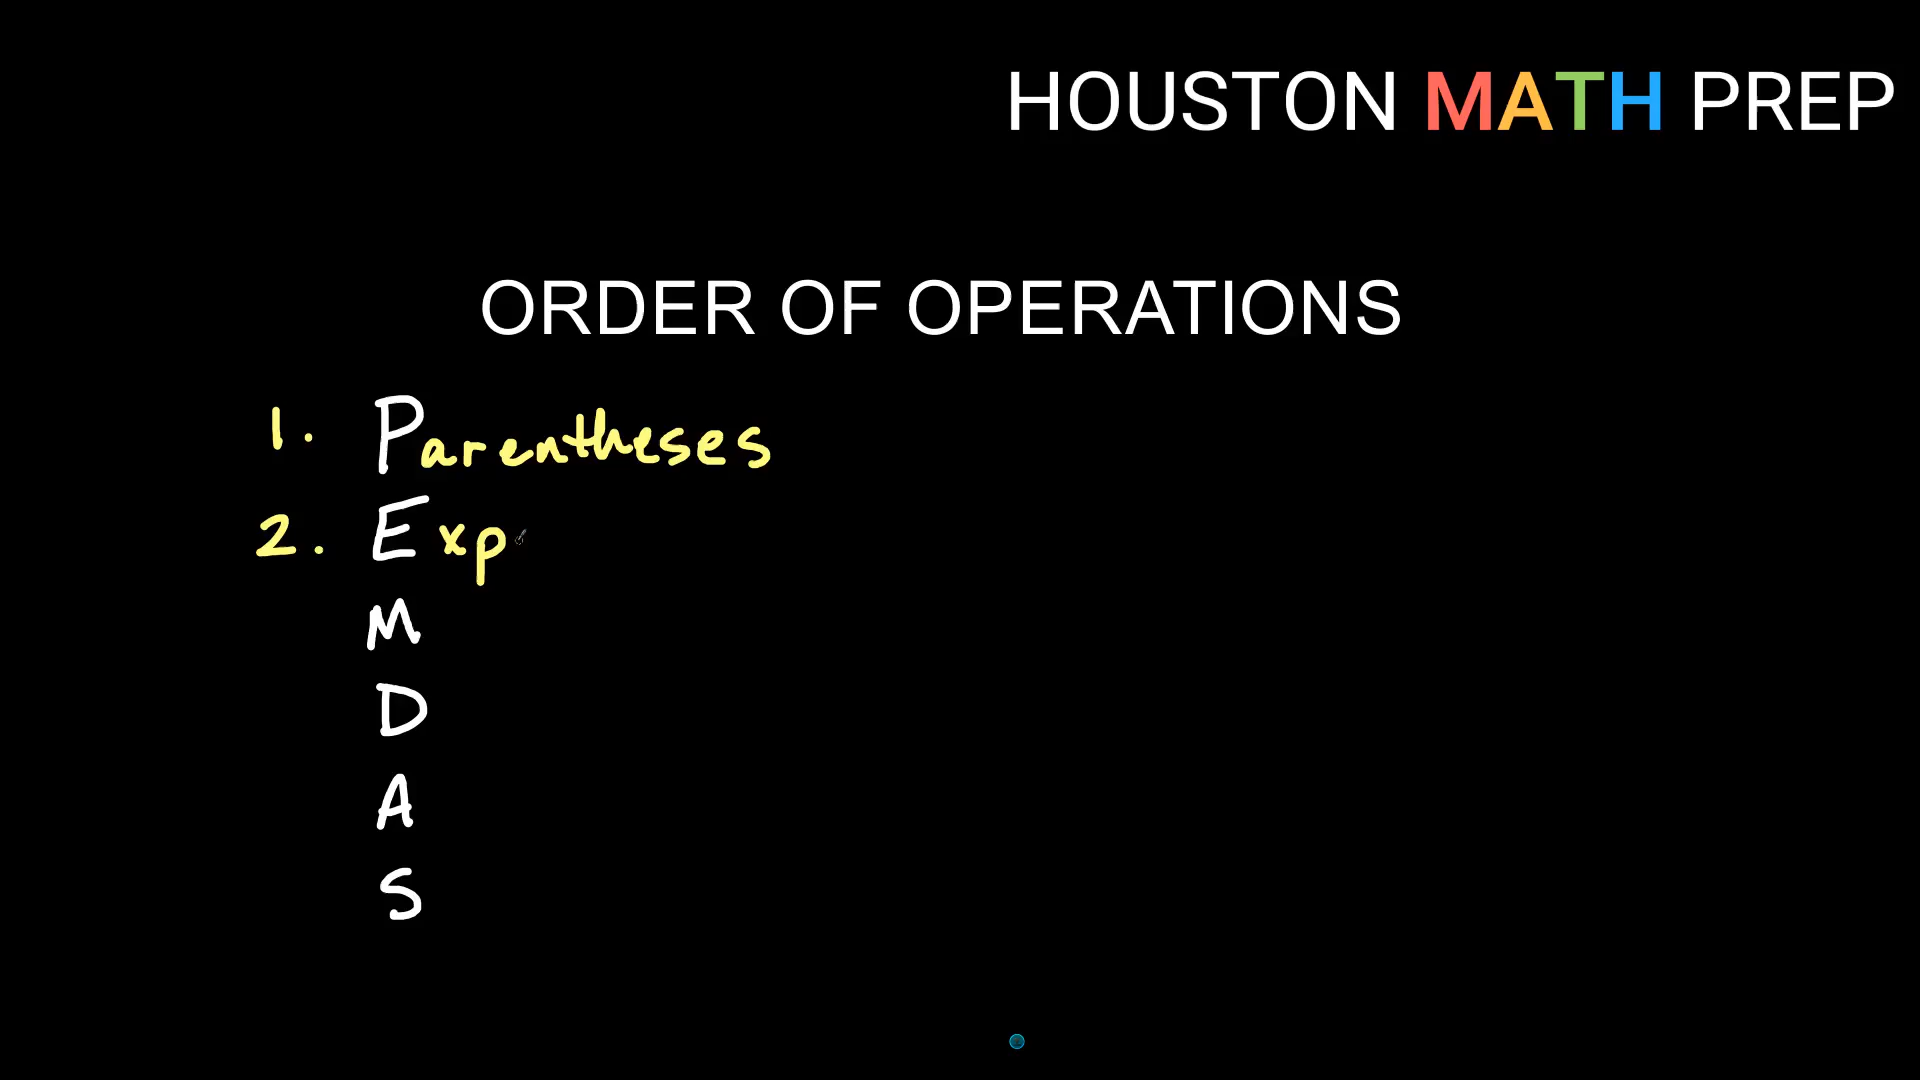 HOUSTON MATH PREP
ORDER OF OPERATIONS
1. Parentheses
2. Exp
M
D
A
S